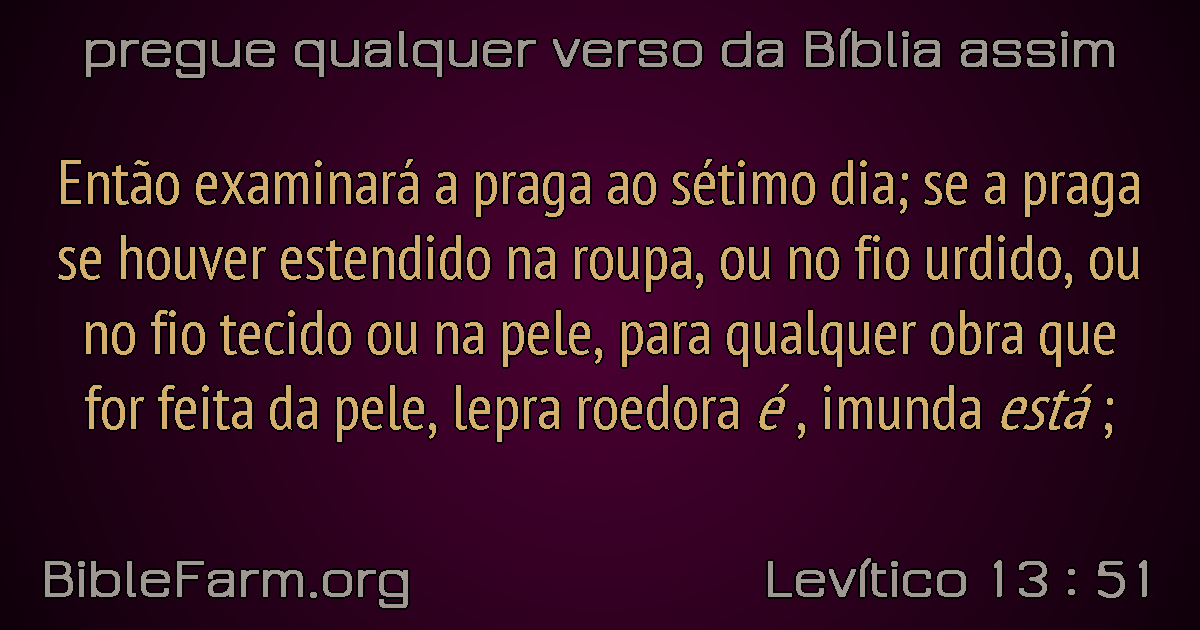 pregue qualquer verso da Bíblia assim
Então examinará a praga ao sétimo dia; se a praga
se houver estendido na roupa, ou no fio urdido, ou
no fio tecido ou na pele, para qualquer obra que
for feita da pele, lepra roedora é , imunda está ;
BibleFarm.org
Levítico 13 : 51